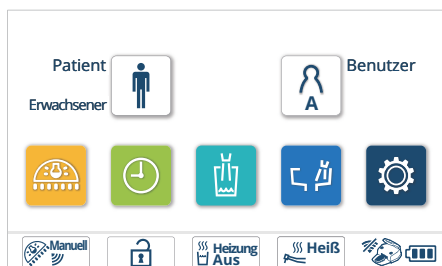 Patient
Erwachsener
Benutzer
A
Manuell
Heizung
Aus
Heiß